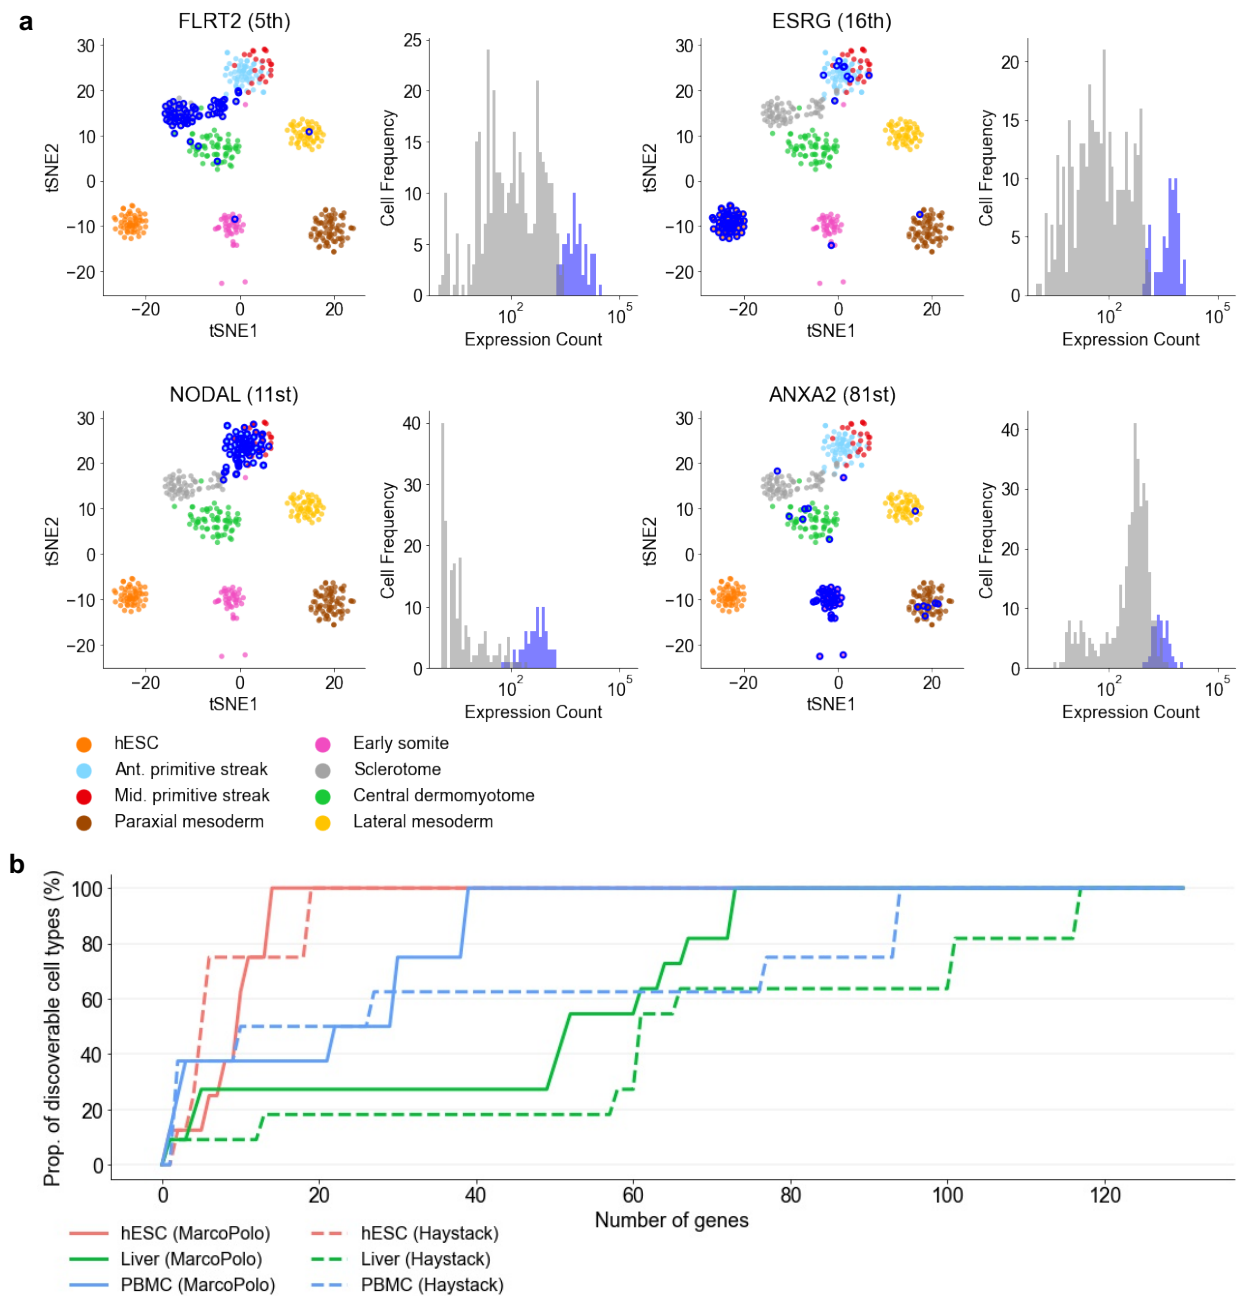 a
FLRT2 (5th)
30
20
10
0
−10
−20
tSNE2
−20
0
20
tSNE1
25
20
15
10
5
0
Cell Frequency
10^2
10^5
Expression Count
ESRG (16th)
30
20
10
0
−10
−20
tSNE2
−20
0
20
tSNE1
20
15
10
5
0
Cell Frequency
10^2
10^5
Expression Count
NODAL (11st)
30
20
10
0
−10
−20
tSNE2
−20
0
20
tSNE1
40
30
20
10
0
Cell Frequency
10^2
10^5
Expression Count
ANXA2 (81st)
30
20
10
0
−10
−20
tSNE2
−20
0
20
tSNE1
40
30
20
10
0
Cell Frequency
10^2
10^5
Expression Count
hESC
Ant. primitive streak
Mid. primitive streak
Paraxial mesoderm
Early somite
Sclerotome
Central dermomyotome
Lateral mesoderm
b
Prop. of discoverable cell types (%)
100
80
60
40
20
0
0
20
40
60
80
100
120
Number of genes
hESC (MarcoPolo)
Liver (MarcoPolo)
PBMC (MarcoPolo)
hESC (Haystack)
Liver (Haystack)
PBMC (Haystack)